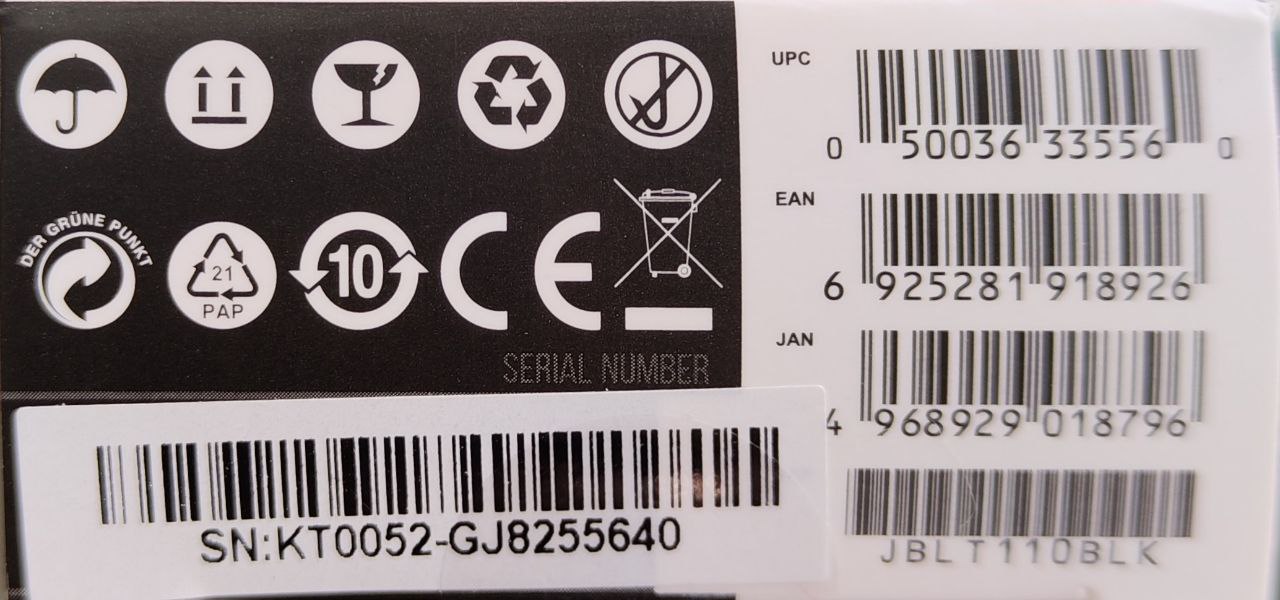 UPC
0 50036 33556 0
EAN
6 925281 918926
DER GRÜNE PUNKT
21
PAP
10
CE
SERIAL NUMBER
JAN
4 968929 018796
SN:KT0052-GJ8255640
JBLT110BLK